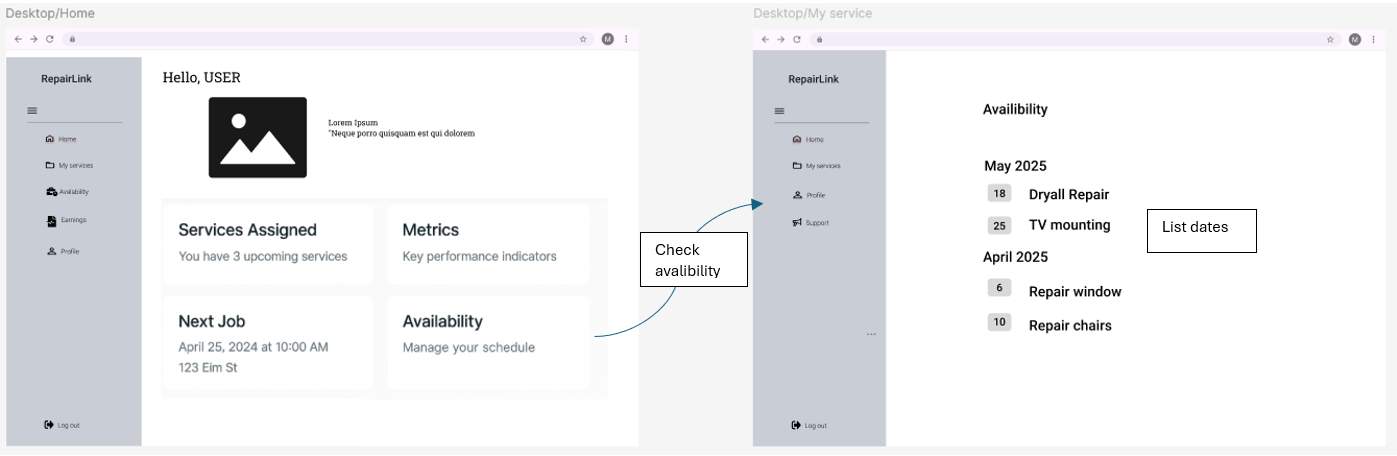 Desktop/Home
RepairLink
Home
My services
Availability
Earnings
Profile
Log out
Hello, USER
Lorem Ipsum
"Neque porro quisquam est qui dolorem
Services Assigned
You have 3 upcoming services
Metrics
Key performance indicators
Next Job
April 25, 2024 at 10:00 AM
123 Eim St
Availability
Manage your schedule
Check
avalibility
Desktop/My service
M
M
RepairLink
Home
My services
Profile
Support
...
Log out
Availibility
May 2025
18 Dryall Repair
25 TV mounting
April 2025
6 Repair window
10 Repair chairs
List dates